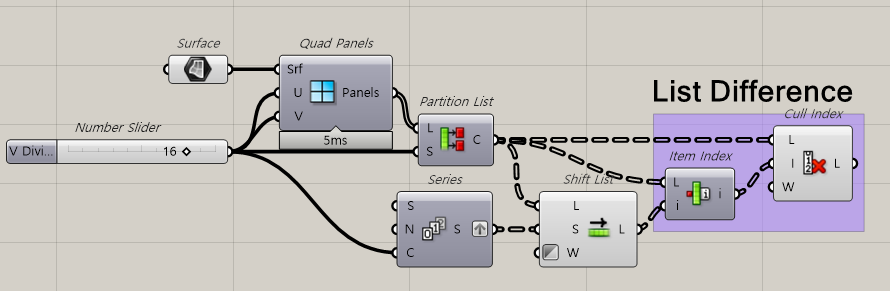 Surface
Quad Panels
Srf
U
V
Panels
5ms
Number Slider
V Divi...
16
Partition List
L
S
C
Series
S
N
C
S
Shift List
L
S
W
L
List Difference
Item Index
L
i
i
Cull Index
L
I
W
L